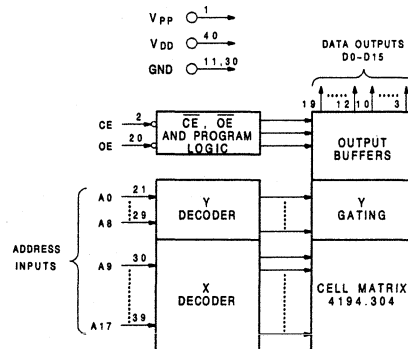 VPP 1
VDD 40
GND 11,30
DATA OUTPUTS
D0-D15
19 12 10 3
CE 2
OE 20
CE, OE
AND PROGRAM
LOGIC
OUTPUT
BUFFERS
ADDRESS
INPUTS
A0 21
A8 29
Y
DECODER
Y
GATING
A9 30
A17 39
X
DECODER
CELL MATRIX
4194.304